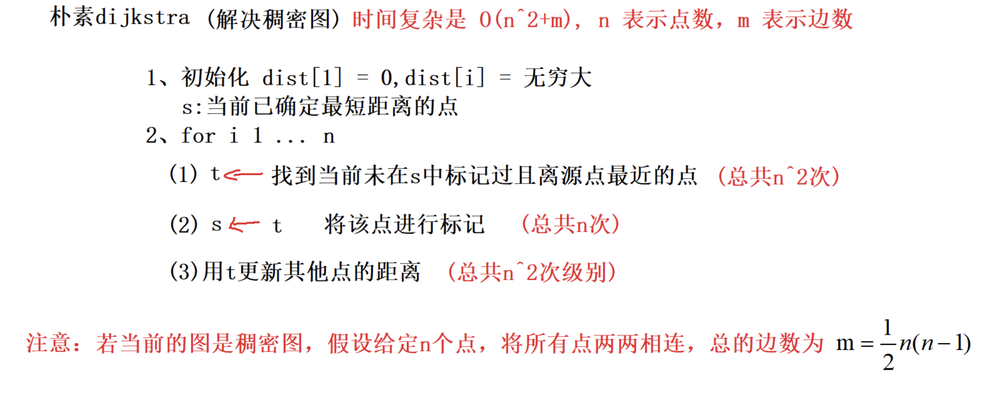 朴素dijkstra (解决稠密图) 时间复杂是 O(n^2+m), n 表示点数，m 表示边数
1、初始化 dist[1] = 0,dist[i] = 无穷大
s:当前已确定最短距离的点
2、for i 1 ... n
(1) t← 找到当前未在s中标记过且离源点最近的点 (总共n^2次)
(2) s← t 将该点进行标记 (总共n次)
(3)用t更新其他点的距离 (总共n^2次级别)
注意：若当前的图是稠密图，假设给定n个点，将所有点两两相连，总的边数为 m = 1/2 n(n−1)